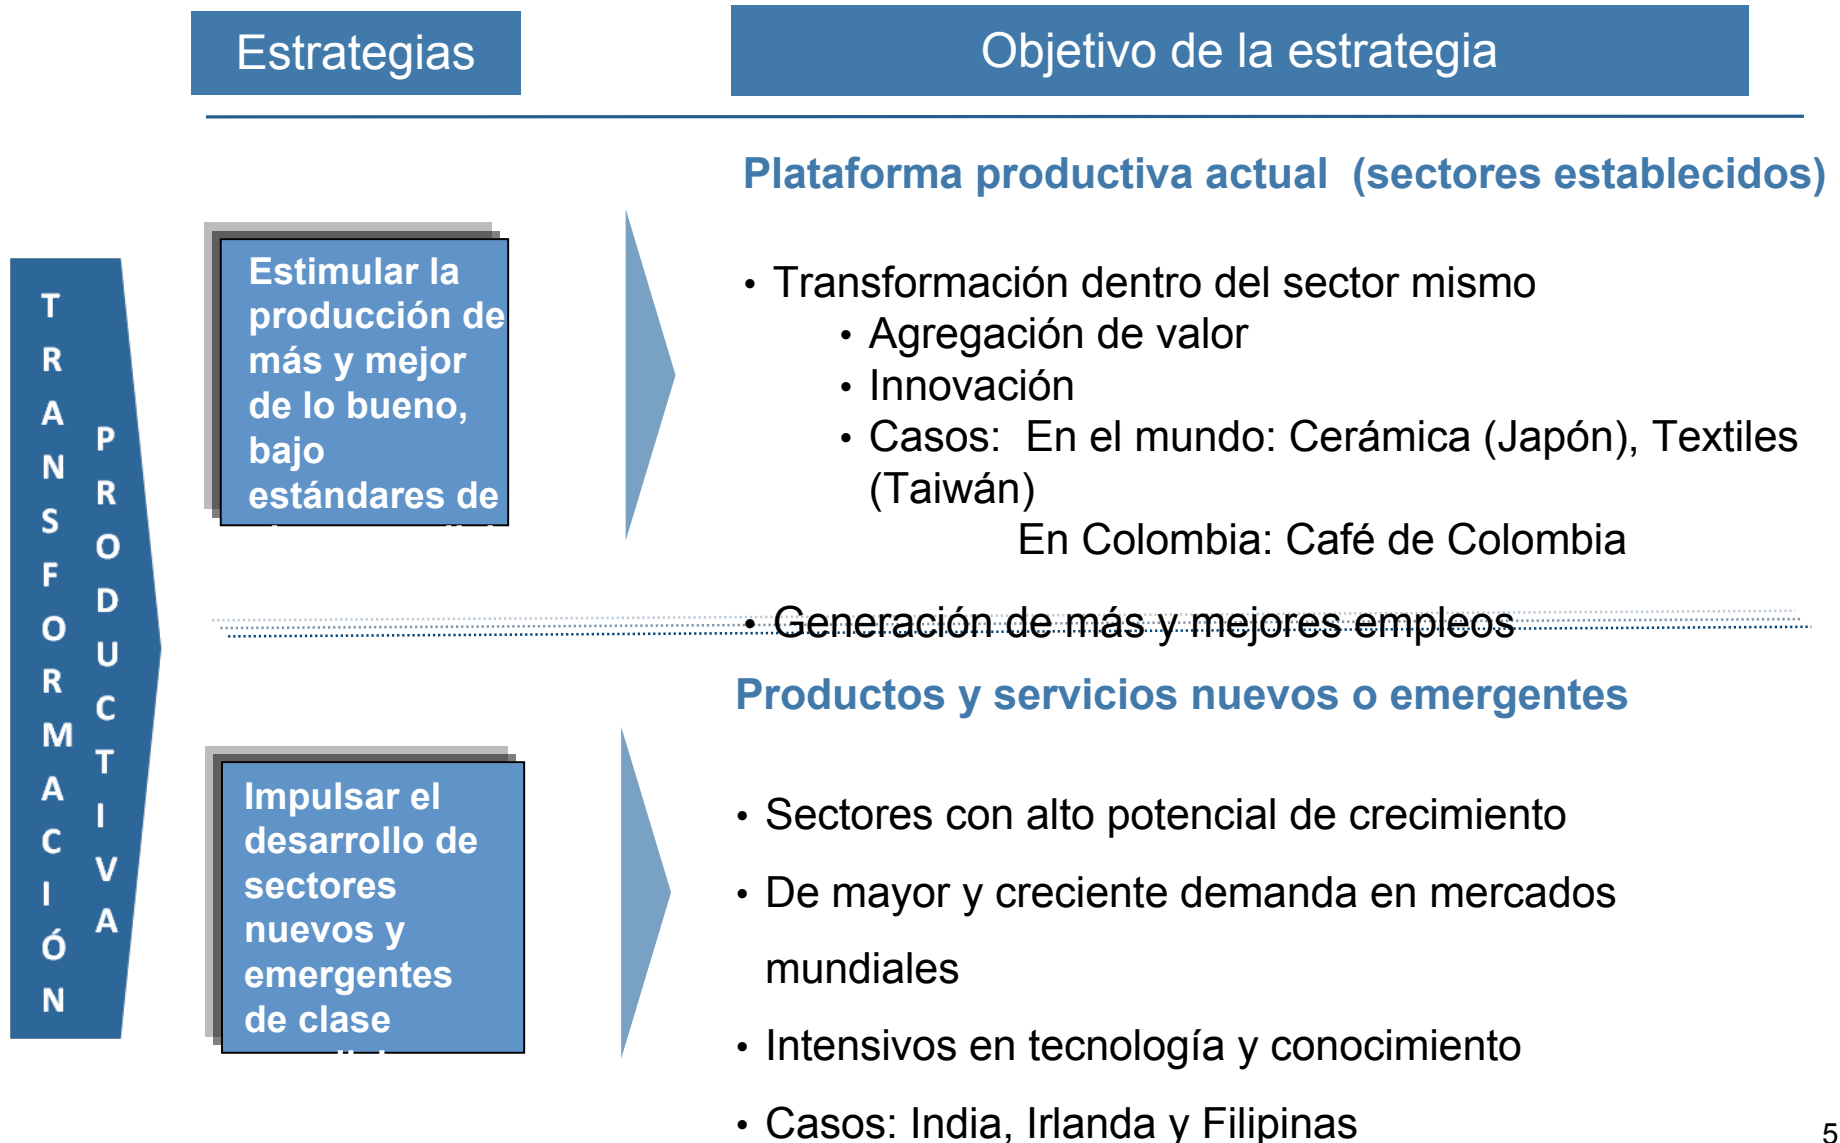 Estrategias
Objetivo de la estrategia
TRANSFORMACIÓN
PRODUCTIVA
Estimular la
producción de
más y mejor
de lo bueno,
bajo
estándares de
Plataforma productiva actual (sectores establecidos)
• Transformación dentro del sector mismo
• Agregación de valor
• Innovación
• Casos: En el mundo: Cerámica (Japón), Textiles
(Taiwán)
En Colombia: Café de Colombia
• Generación de más y mejores empleos
Impulsar el
desarrollo de
sectores
nuevos y
emergentes
de clase
Productos y servicios nuevos o emergentes
• Sectores con alto potencial de crecimiento
• De mayor y creciente demanda en mercados
mundiales
• Intensivos en tecnología y conocimiento
• Casos: India, Irlanda y Filipinas
5